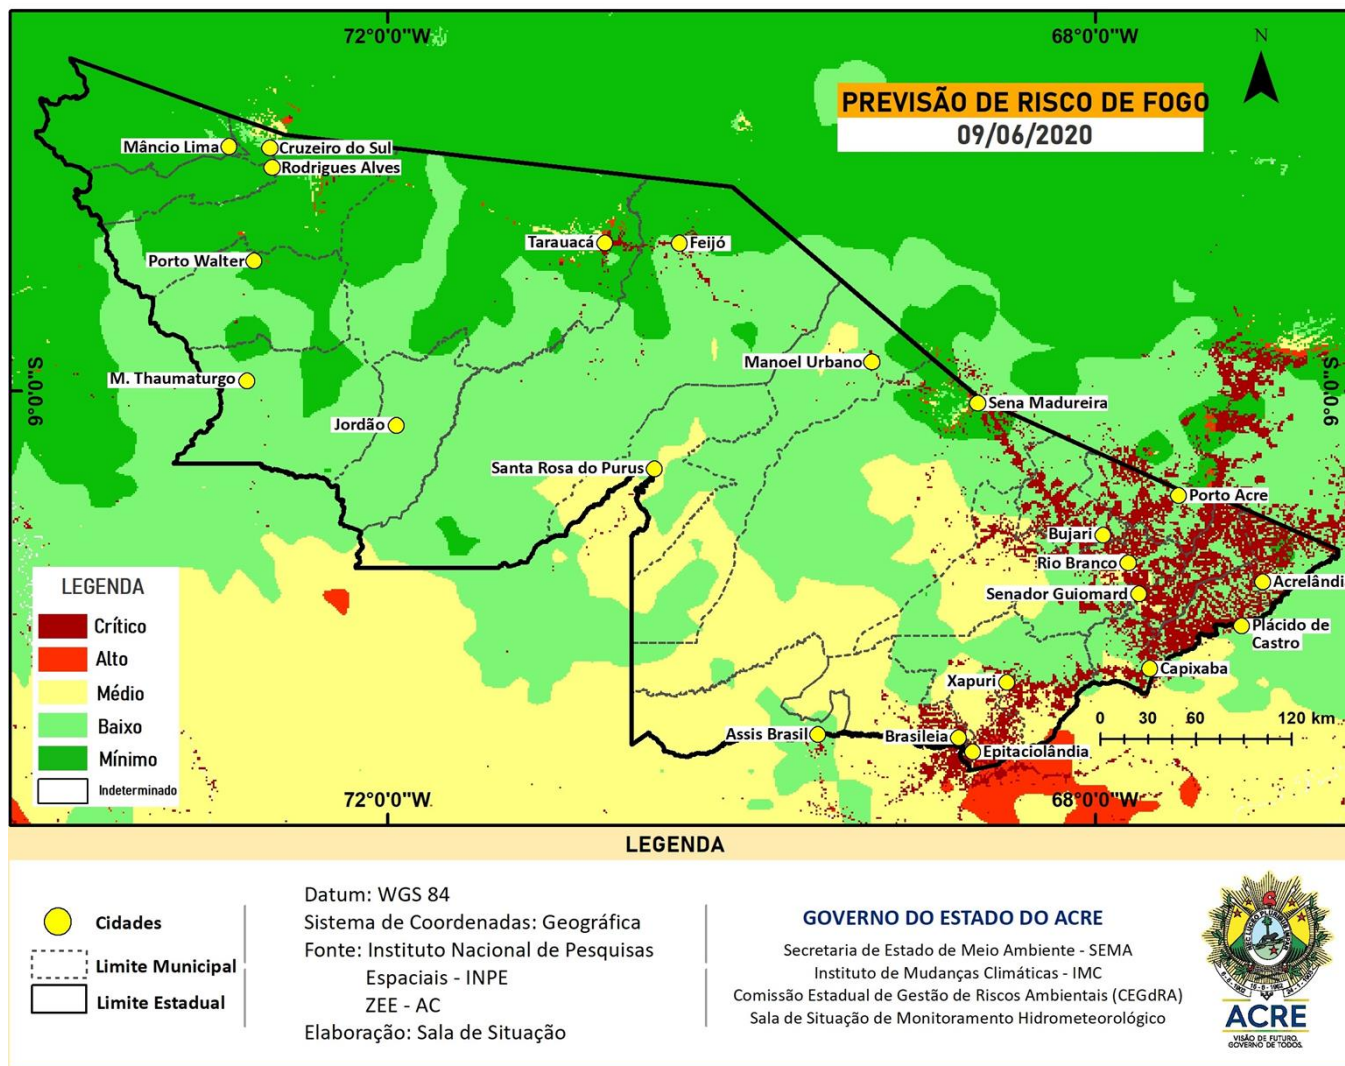 72°0'0"W
68°0'0"W
N
PREVISÃO DE RISCO DE FOGO
09/06/2020
Mâncio Lima
Cruzeiro do Sul
Rodrigues Alves
Tarauacá
Feijó
Porto Walter
Manoel Urbano
M. Thaumaturgo
9°0'0"S
9°0'0"S
Sena Madureira
Jordão
Santa Rosa do Purus
Porto Acre
Bujari
Rio Branco
Acrelândia
Senador Guiomard
Plácido de
Castro
Capixaba
Xapuri
Assis Brasil
Brasileia
Epitaciolândia
0 30 60 120 km
72°0'0"W
68°0'0"W
LEGENDA
Crítico
Alto
Médio
Baixo
Mínimo
Indeterminado
LEGENDA
Cidades
Limite Municipal
Limite Estadual
Datum: WGS 84
Sistema de Coordenadas: Geográfica
Fonte: Instituto Nacional de Pesquisas
Espaciais - INPE
ZEE - AC
Elaboração: Sala de Situação
GOVERNO DO ESTADO DO ACRE
Secretaria de Estado de Meio Ambiente - SEMA
Instituto de Mudanças Climáticas - IMC
Comissão Estadual de Gestão de Riscos Ambientais (CEGdRA)
Sala de Situação de Monitoramento Hidrometeorológico
ACRE
VISÃO DE FUTURO.
GOVERNO DE TODOS.